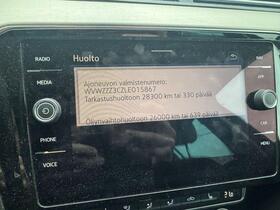 Huolto
RADIO
MEDIA
PHONE
VOICE
MENU
Ajoneuvon valmistenumero:
WVWZZZ3CZLE015867
Tarkastushuoltoon 28300 km tai 330 päivää
Öljynvaihtohuoltoon 26000 km tai 639 päivää